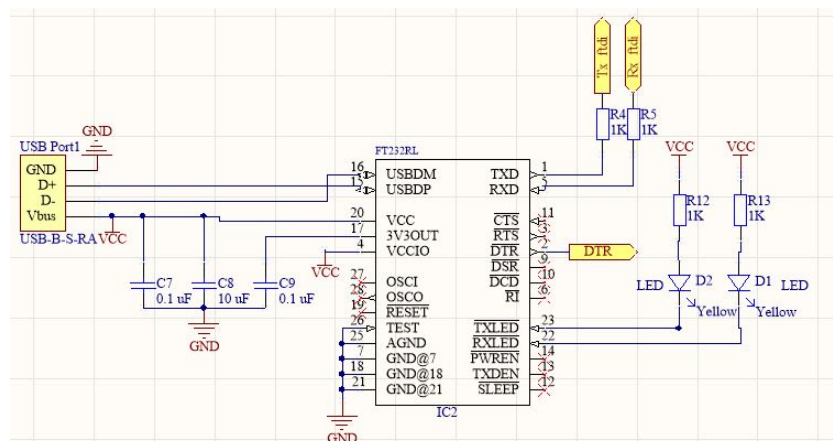 Tx ftdi
Rx ftdi
R4
1K
R5
1K
GND
USB Port1
GND
D+
D-
Vbus
USB-B-S-RA
VCC
C7
0.1 uF
C8
10 uF
C9
0.1 uF
GND
FT232RL
16 USBDM
15 USBDP
20 VCC
17 3V3OUT
4 VCCIO
VCC
27 OSCI
28 OSCO
19 RESET
26 TEST
25 AGND
7 GND@7
18 GND@18
21 GND@21
GND
TXD 1
RXD 5
CTS 11
RTS 3
DTR 2
DSR 9
DCD 10
RI 6
TXLED 23
RXLED 22
PWREN 14
TXDEN 13
SLEEP 12
IC2
DTR
VCC
R12
1K
LED
D2
Yellow
VCC
R13
1K
D1
LED
Yellow